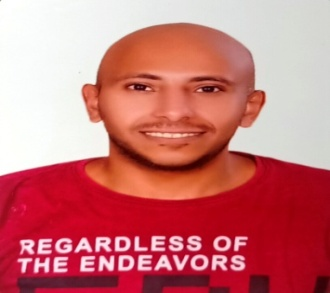 REGARDLESS OF
THE ENDEAVORS